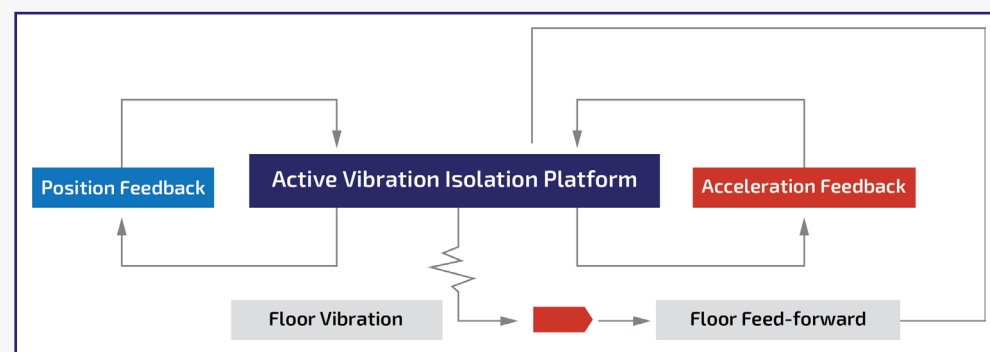 Active Vibration Isolation Platform
Position Feedback
Acceleration Feedback
Floor Vibration
Floor Feed-forward